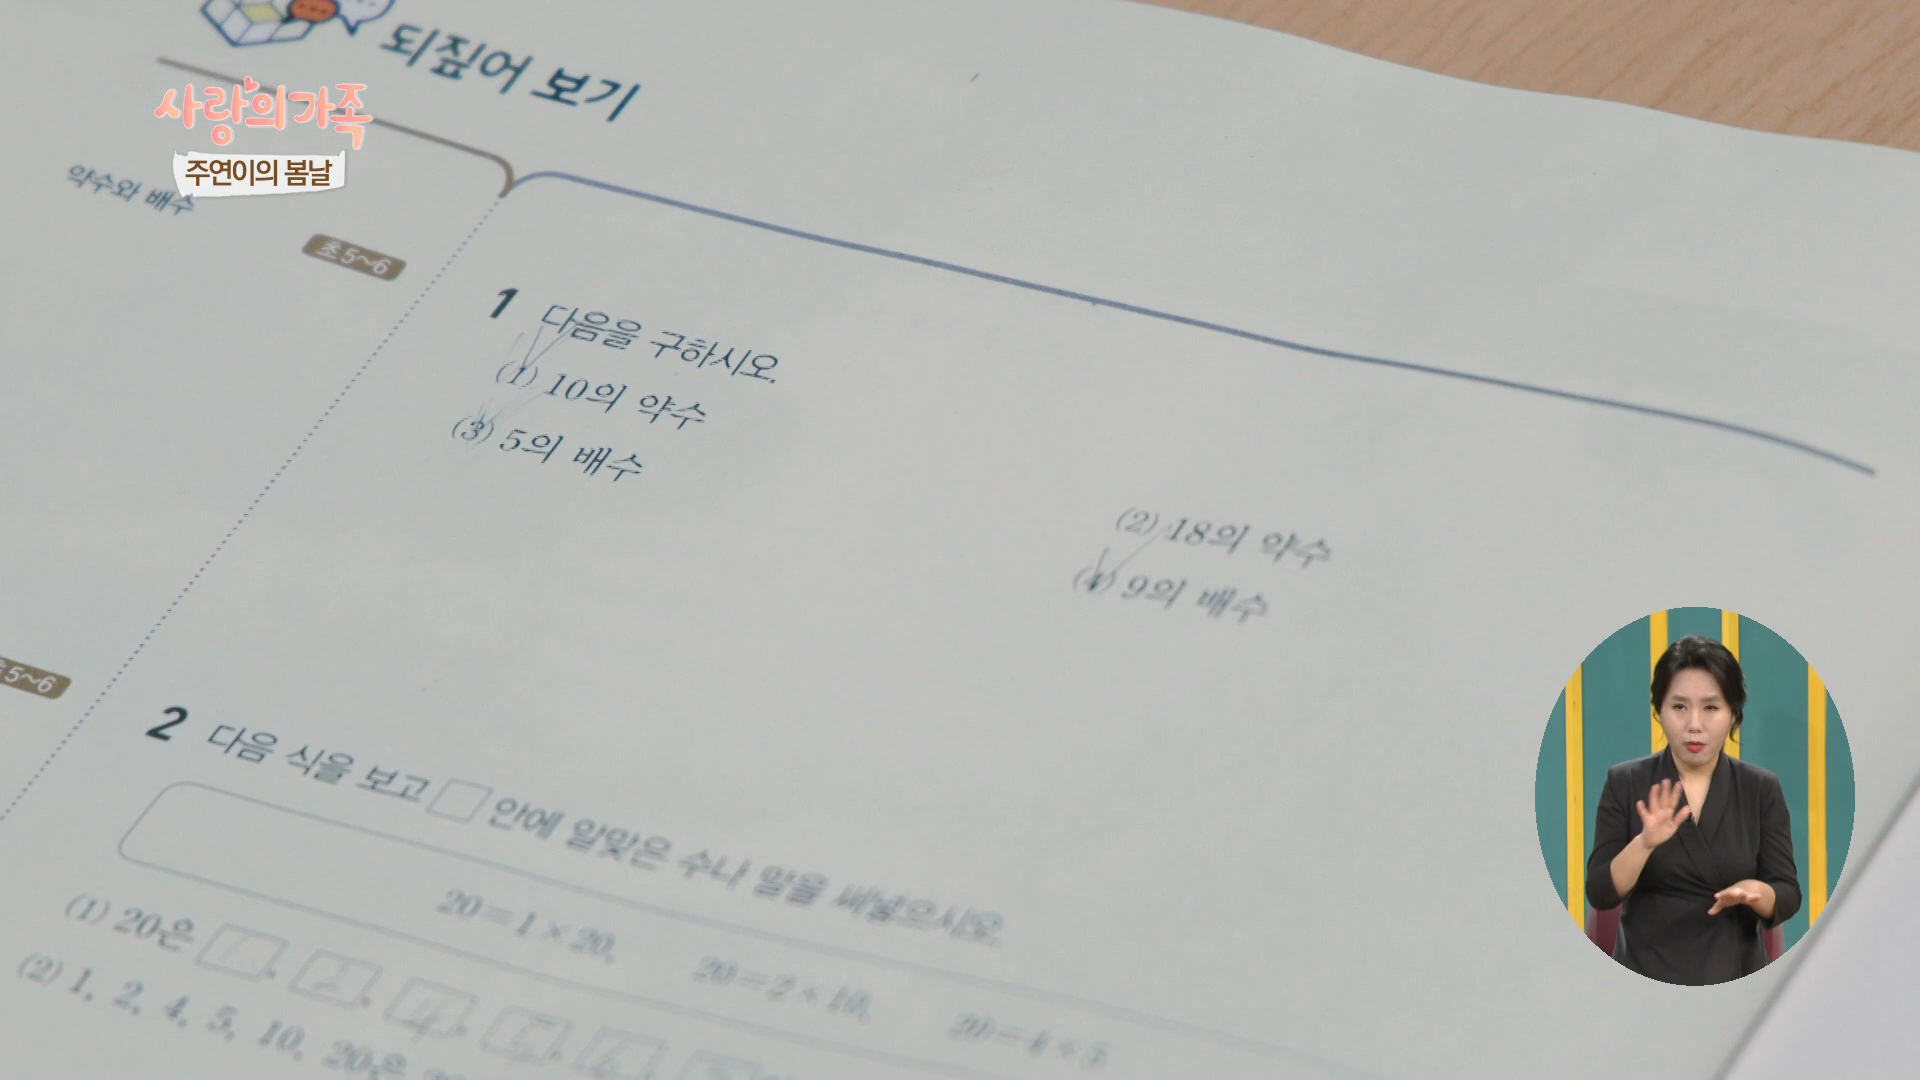 되짚어 보기
사랑의 가족
주연이의 봄날
약수와 배수
초 5~6
1 다음을 구하시오.
(1) 10의 약수
(2) 18의 약수
(3) 5의 배수
(4) 9의 배수
5~6
2 다음 식을 보고 □ 안에 알맞은 수나 말을 써넣으시오.
20=1×20, 20=2×10, 20=4×5
(1) 20은 1, 2, 4, 5,
(2) 1, 2, 4, 5, 10, 20은